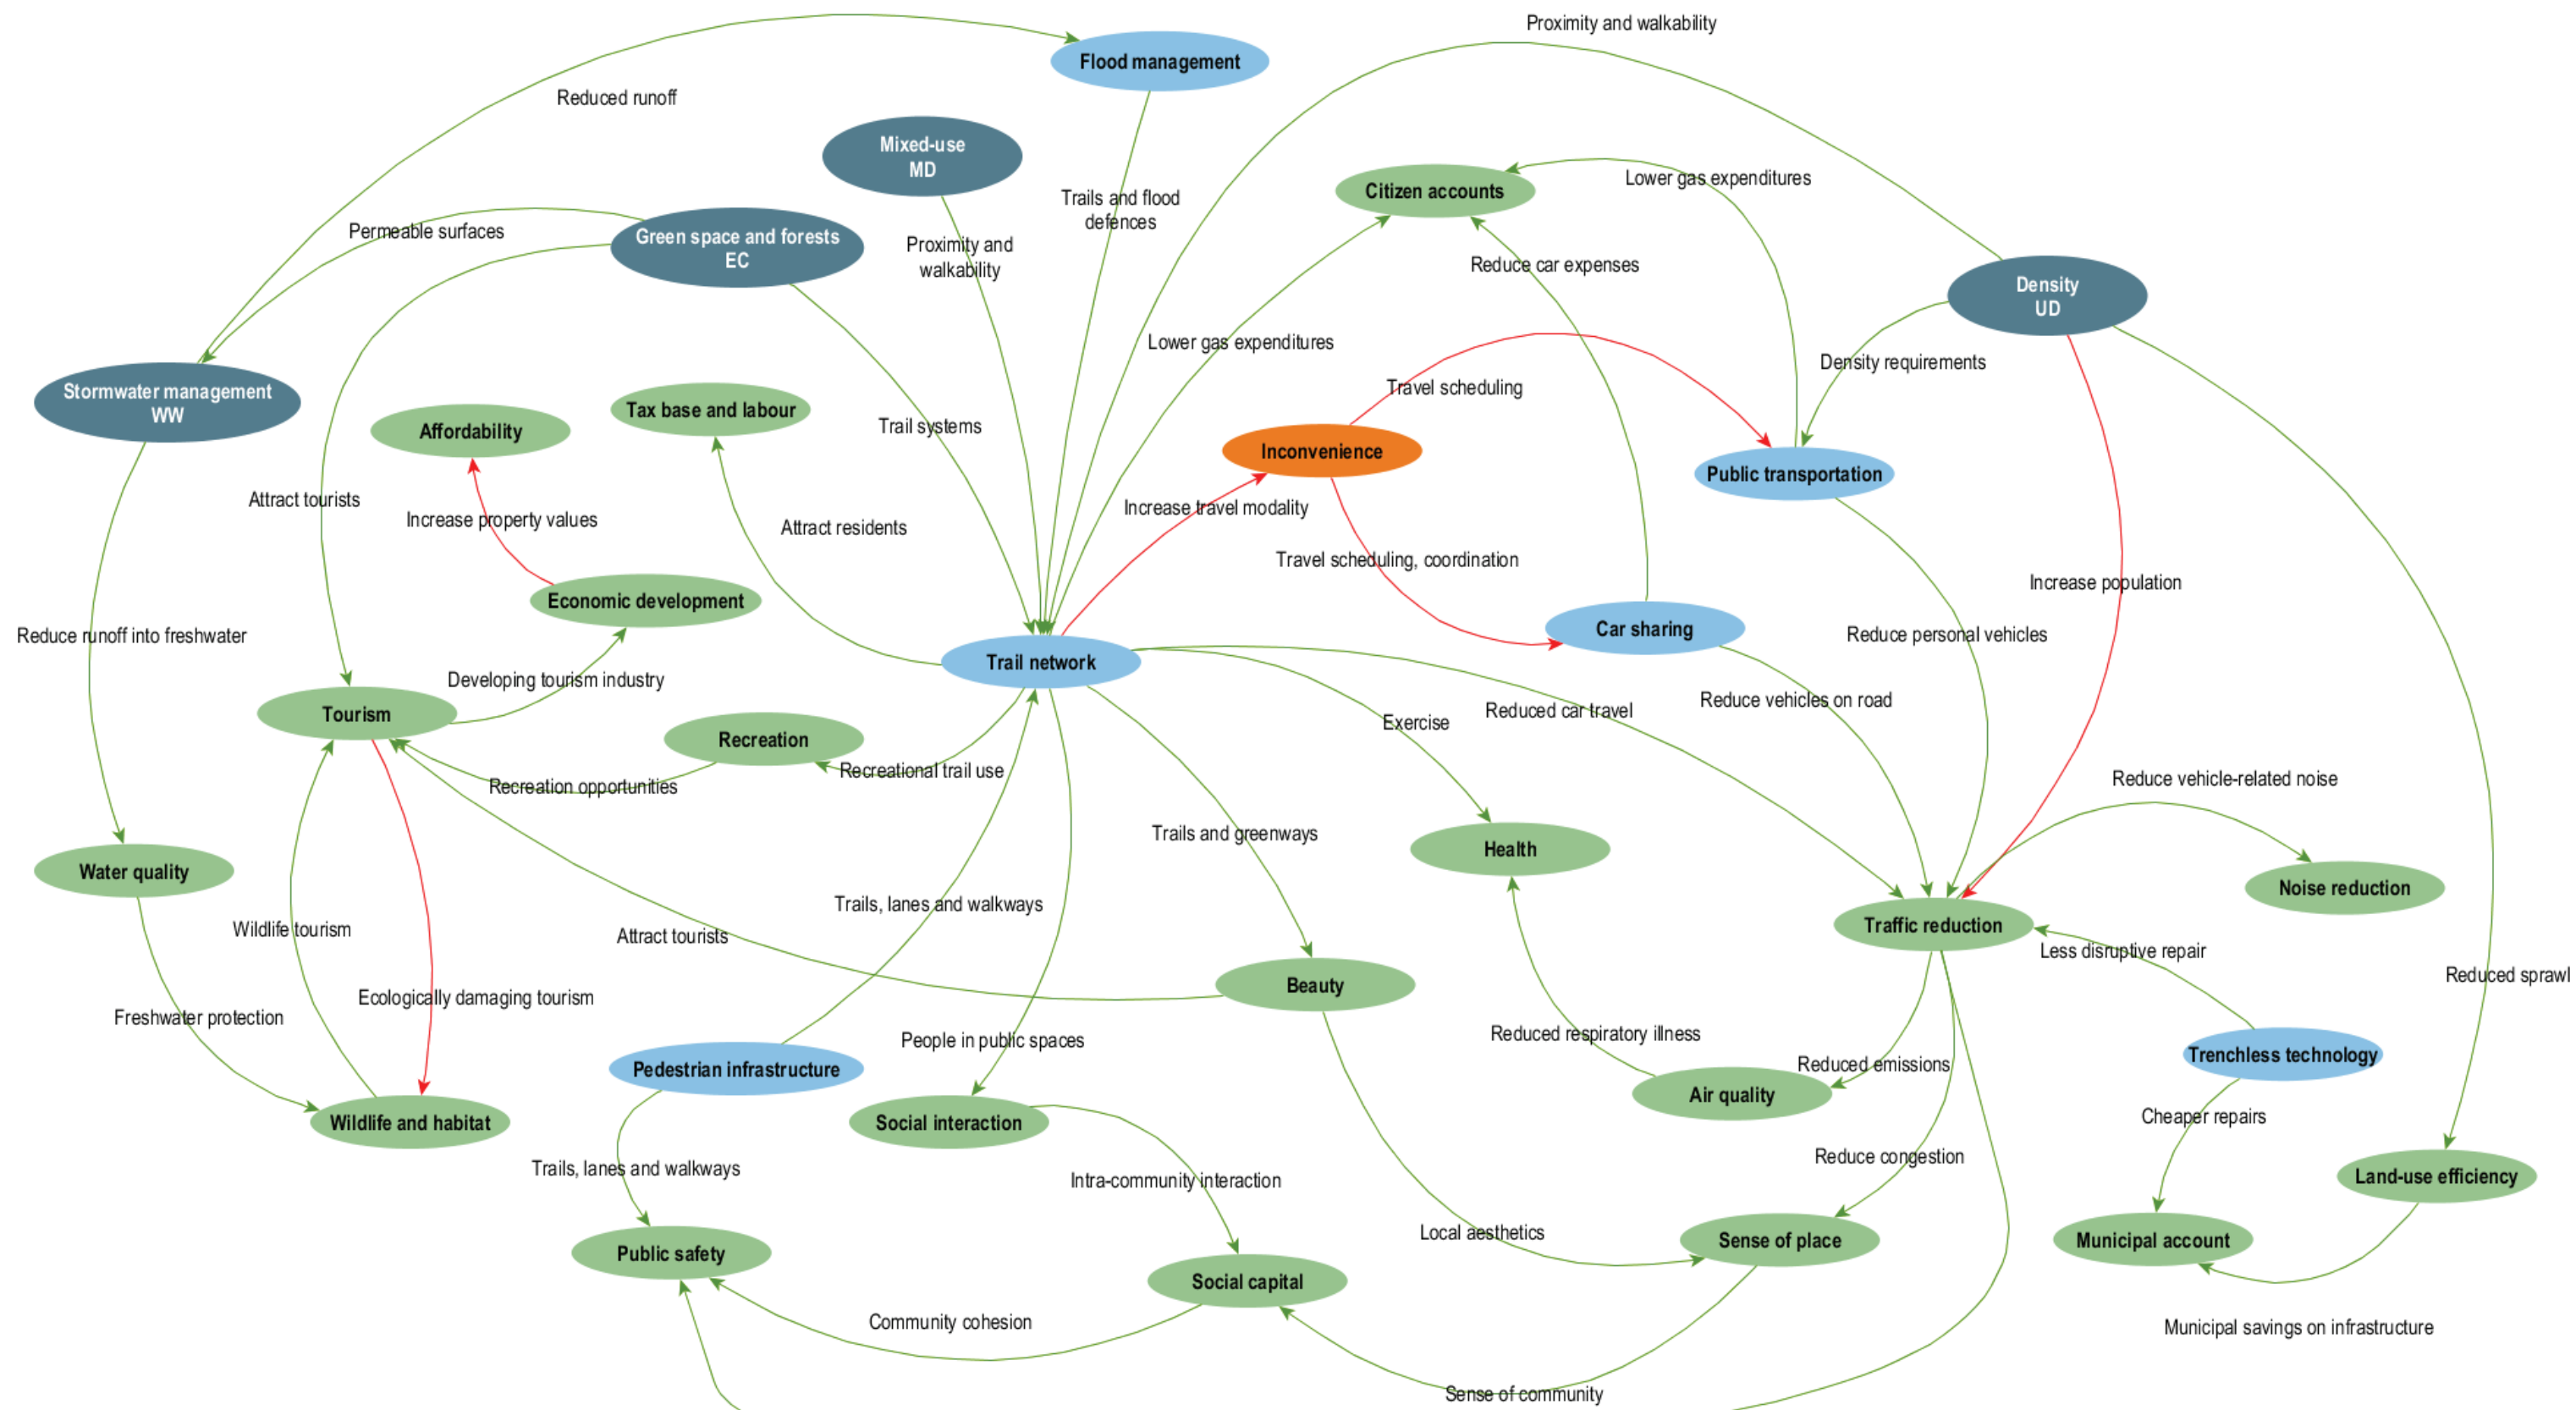 Proximity and walkability
Flood management
Reduced runoff
Mixed-use
MD
Citizen accounts
Lower gas expenditures
Trails and flood
defences
Permeable surfaces
Green space and forests
EC
Proximity and
walkability
Reduce car expenses
Density
UD
Lower gas expenditures
Density requirements
Stormwater management
WW
Travel scheduling
Affordability
Tax base and labour
Trail systems
Inconvenience
Public transportation
Attract tourists
Increase property values
Attract residents
Increase travel modality
Travel scheduling, coordination
Increase population
Economic development
Reduce runoff into freshwater
Car sharing
Reduce personal vehicles
Trail network
Developing tourism industry
Reduce vehicles on road
Tourism
Reduced car travel
Exercise
Recreation
Recreational trail use
Recreation opportunities
Reduce vehicle-related noise
Trails and greenways
Health
Water quality
Noise reduction
Trails, lanes and walkways
Traffic reduction
Wildlife tourism
Attract tourists
Less disruptive repair
Reduced sprawl
Beauty
Ecologically damaging tourism
Freshwater protection
People in public spaces
Reduced respiratory illness
Trenchless technology
Pedestrian infrastructure
Reduced emissions
Air quality
Wildlife and habitat
Social interaction
Cheaper repairs
Reduce congestion
Trails, lanes and walkways
Intra-community interaction
Land-use efficiency
Local aesthetics
Sense of place
Municipal account
Public safety
Social capital
Community cohesion
Municipal savings on infrastructure
Sense of community